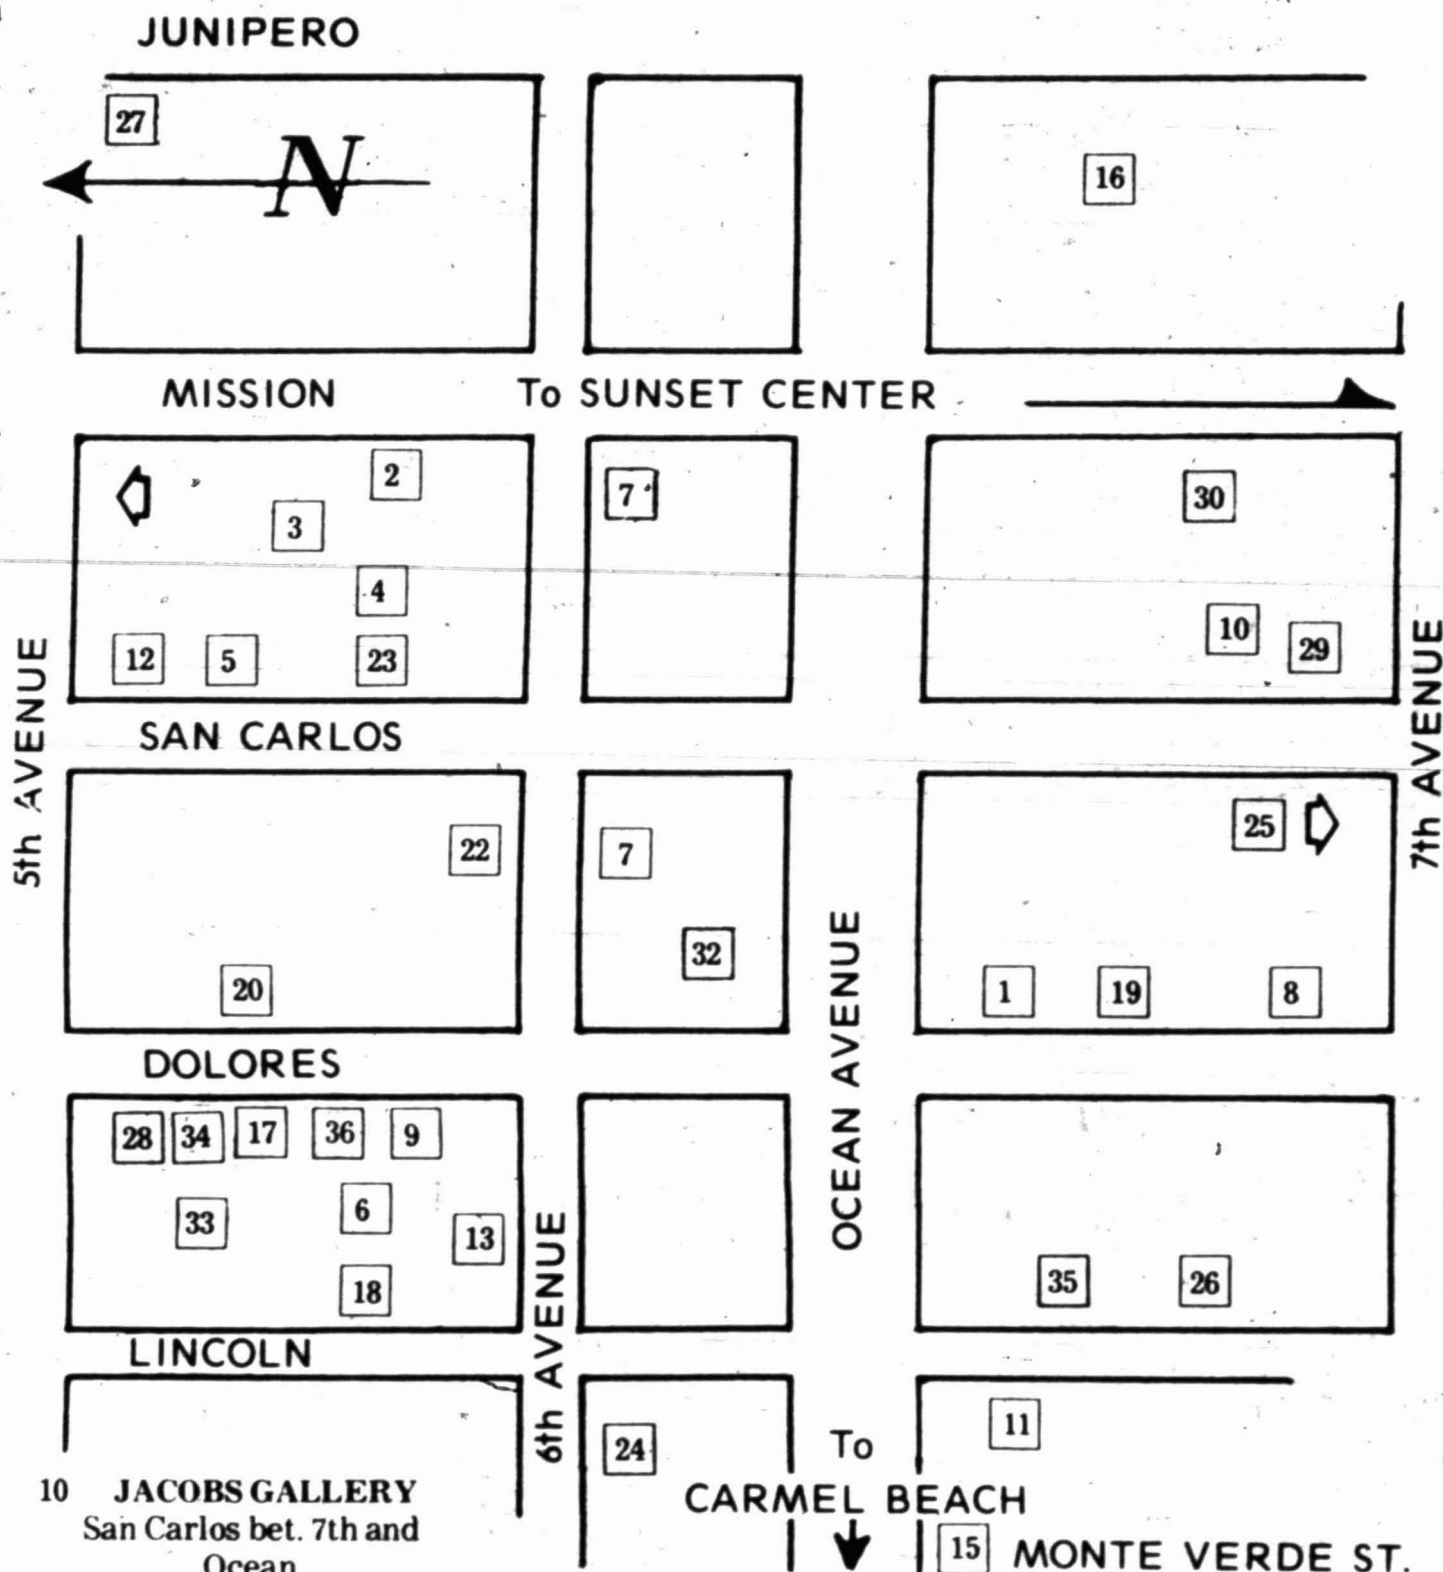 JUNIPERO
27
N
16
MISSION To SUNSET CENTER
2
7
30
3
4
10
29
12 5 23
5th AVENUE
7th AVENUE
SAN CARLOS
25
22 7
32
20 1 19 8
OCEAN AVENUE
DOLORES
28 34 17 36 9
33 6 13
18
35 26
6th AVENUE
LINCOLN
11
24
To
CARMEL BEACH
10 JACOBS GALLERY
San Carlos bet. 7th and
Ocean
15 MONTE VERDE ST.